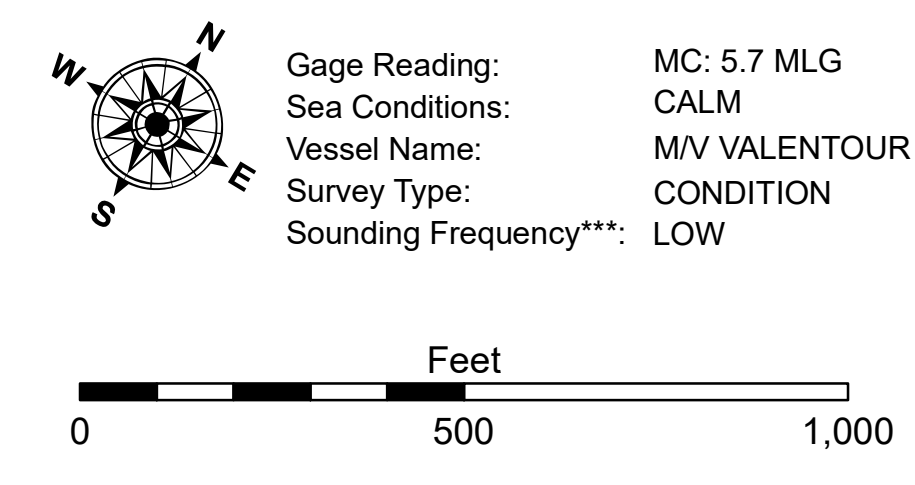 N
W
E
S
Gage Reading: MC: 5.7 MLG
Sea Conditions: CALM
Vessel Name: M/V VALENTOUR
Survey Type: CONDITION
Sounding Frequency***: LOW
Feet
0 500 1,000